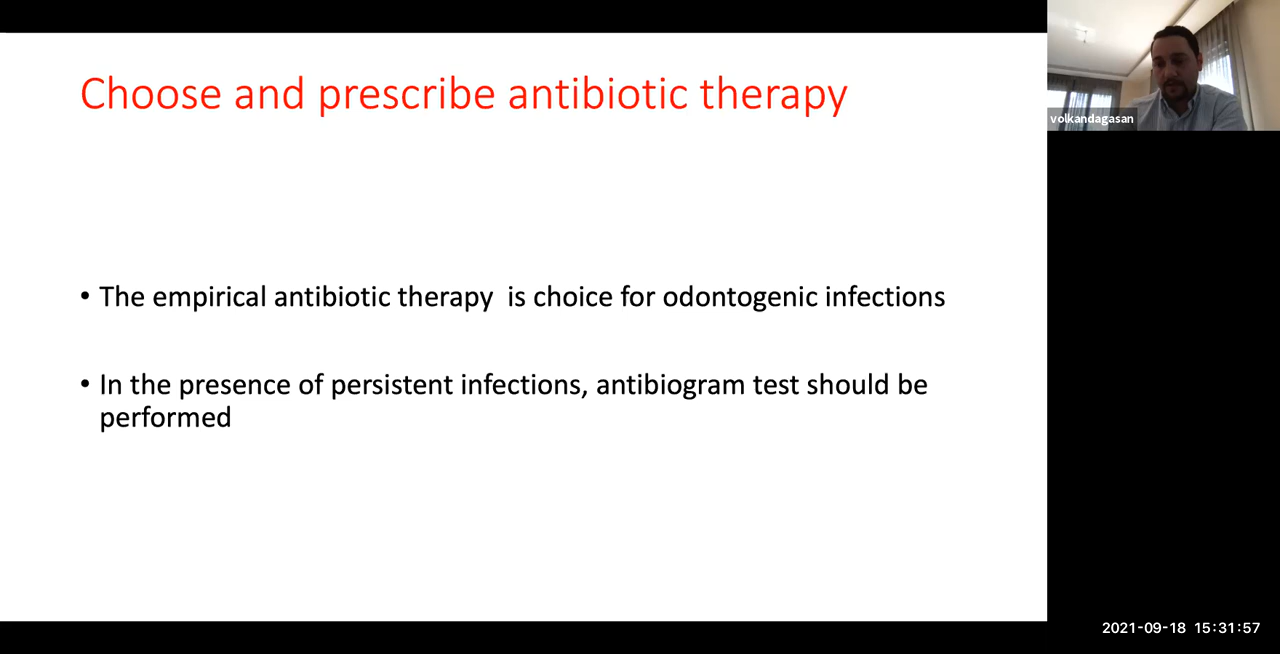 Choose and prescribe antibiotic therapy
volkandagasan
• The empirical antibiotic therapy  is choice for odontogenic infections
• In the presence of persistent infections, antibiogram test should be
performed
2021-09-18 15:31:57